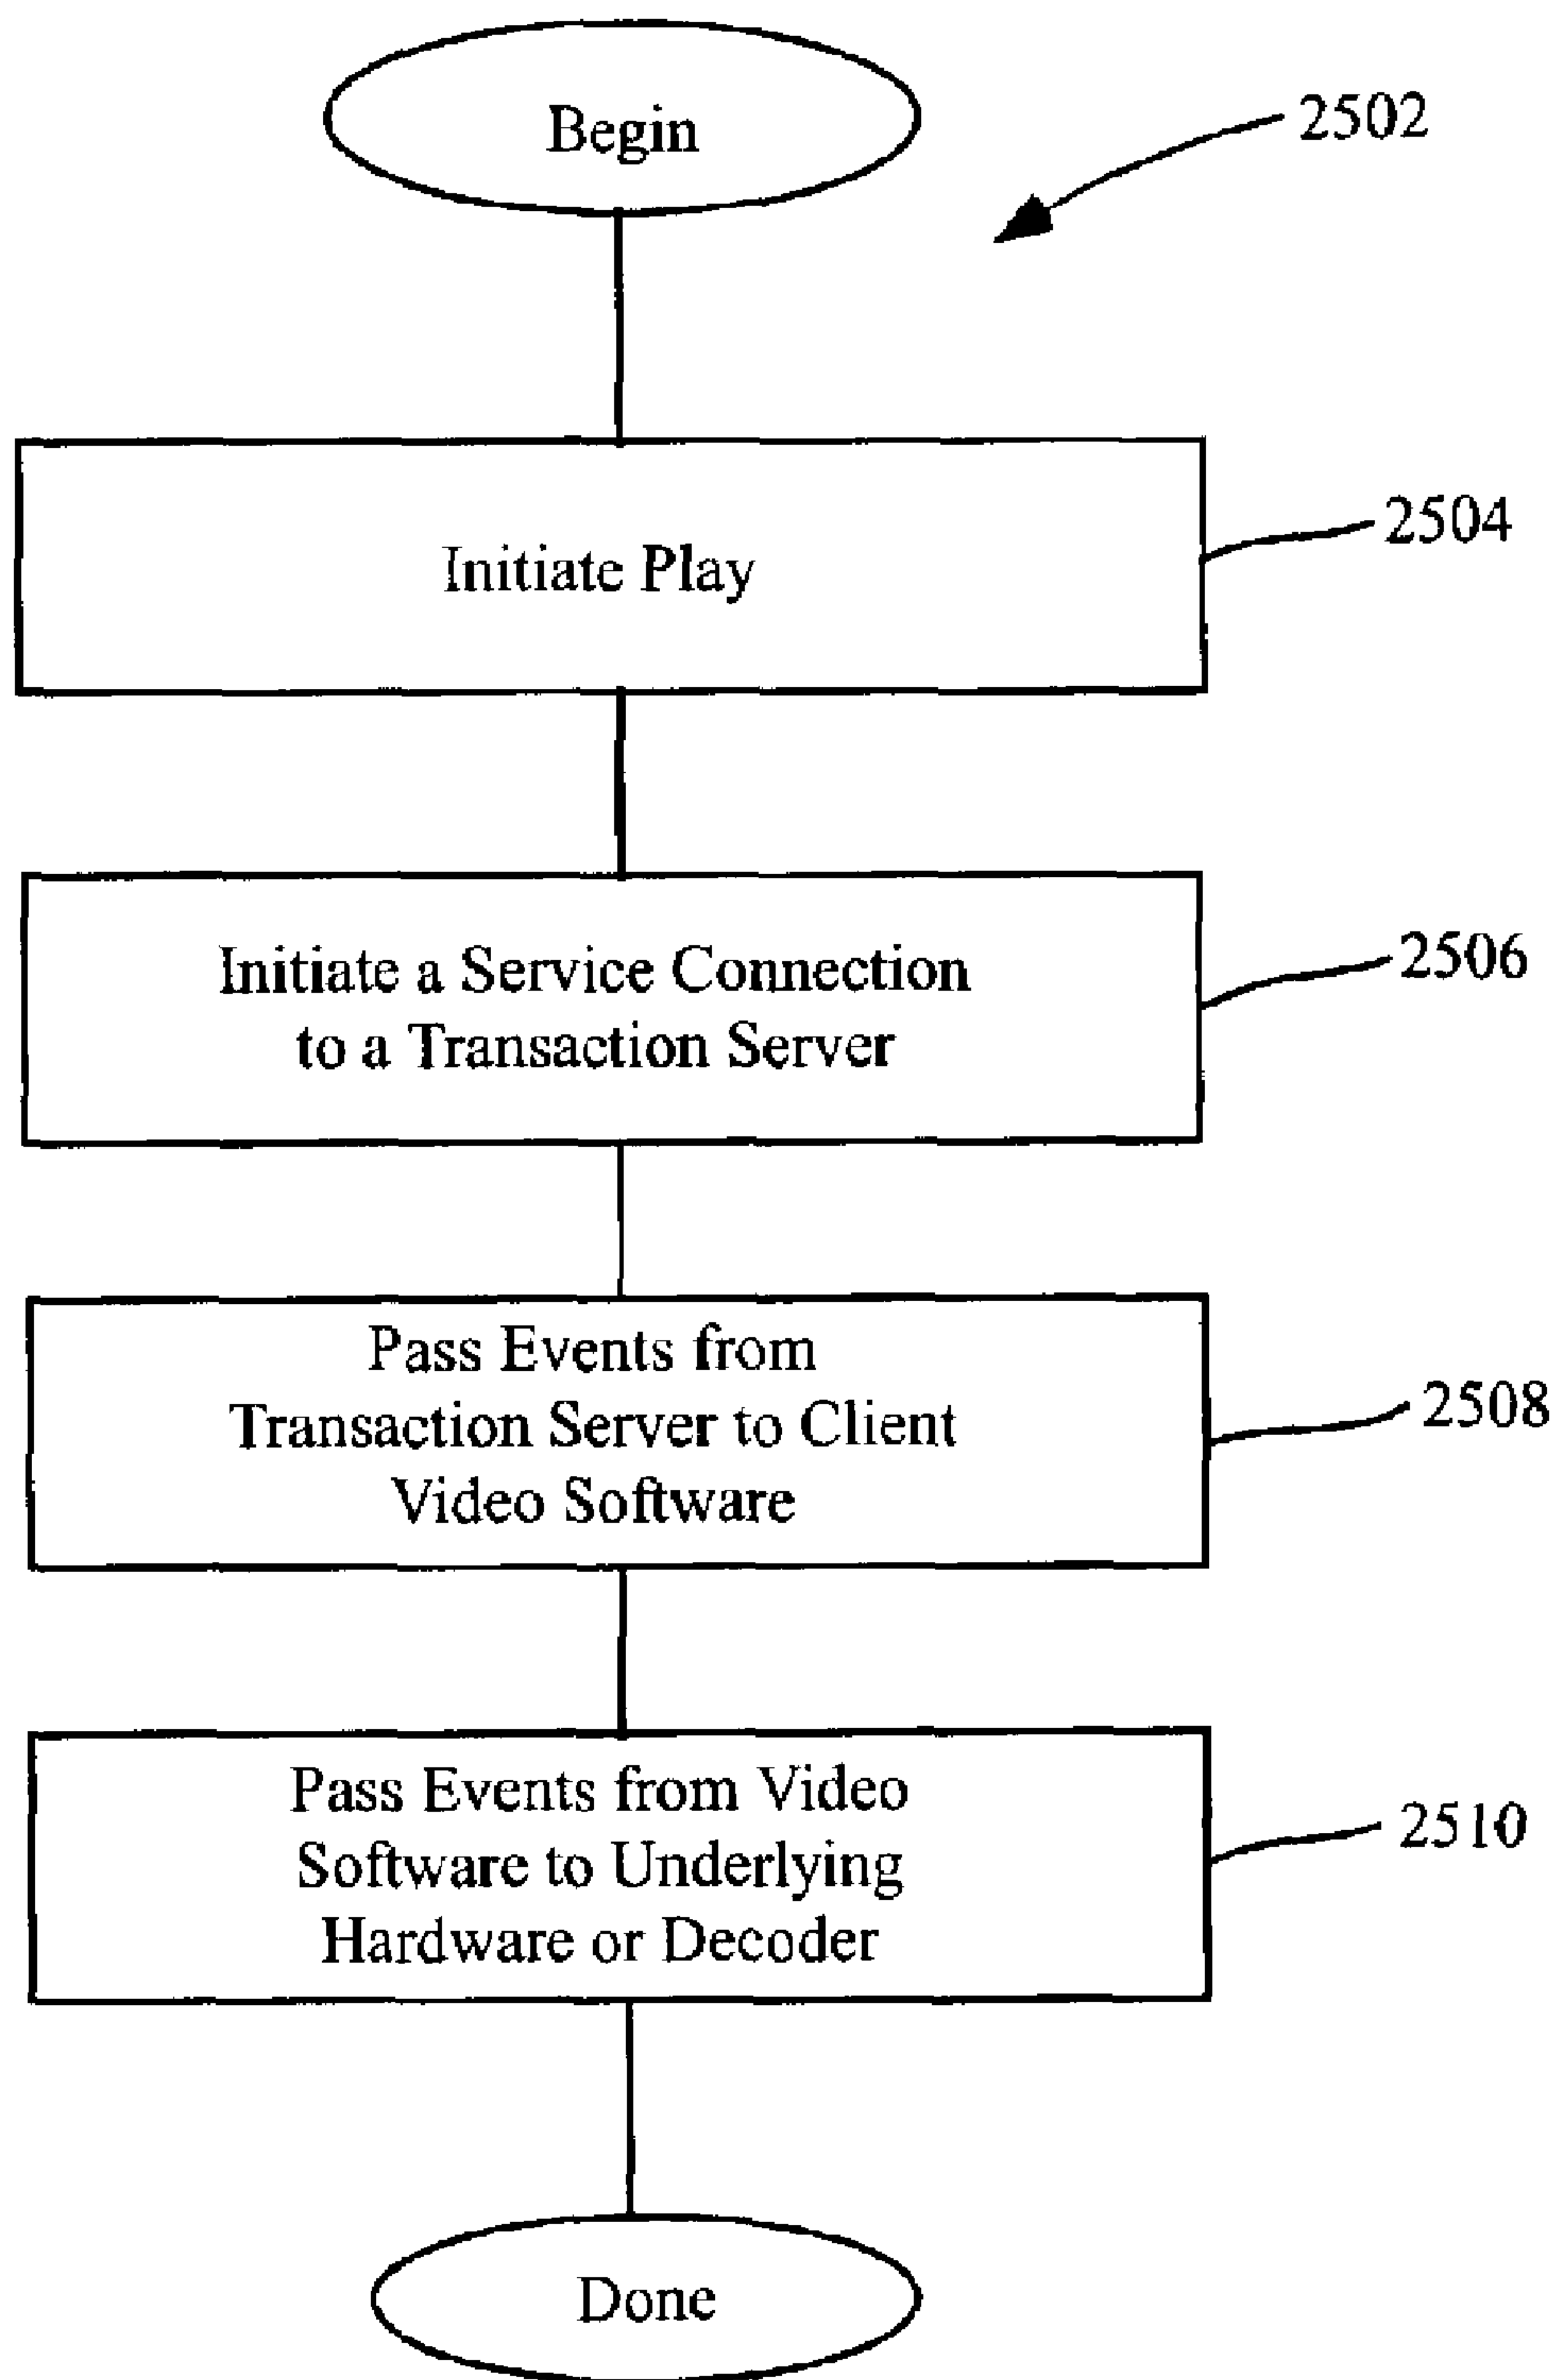 Begin
2502
Initiate Play
2504
Initiate a Service Connection
to a Transaction Server
2506
Pass Events from
Transaction Server to Client
Video Software
2508
Pass Events from Video
Software to Underlying
Hardware or Decoder
2510
Done